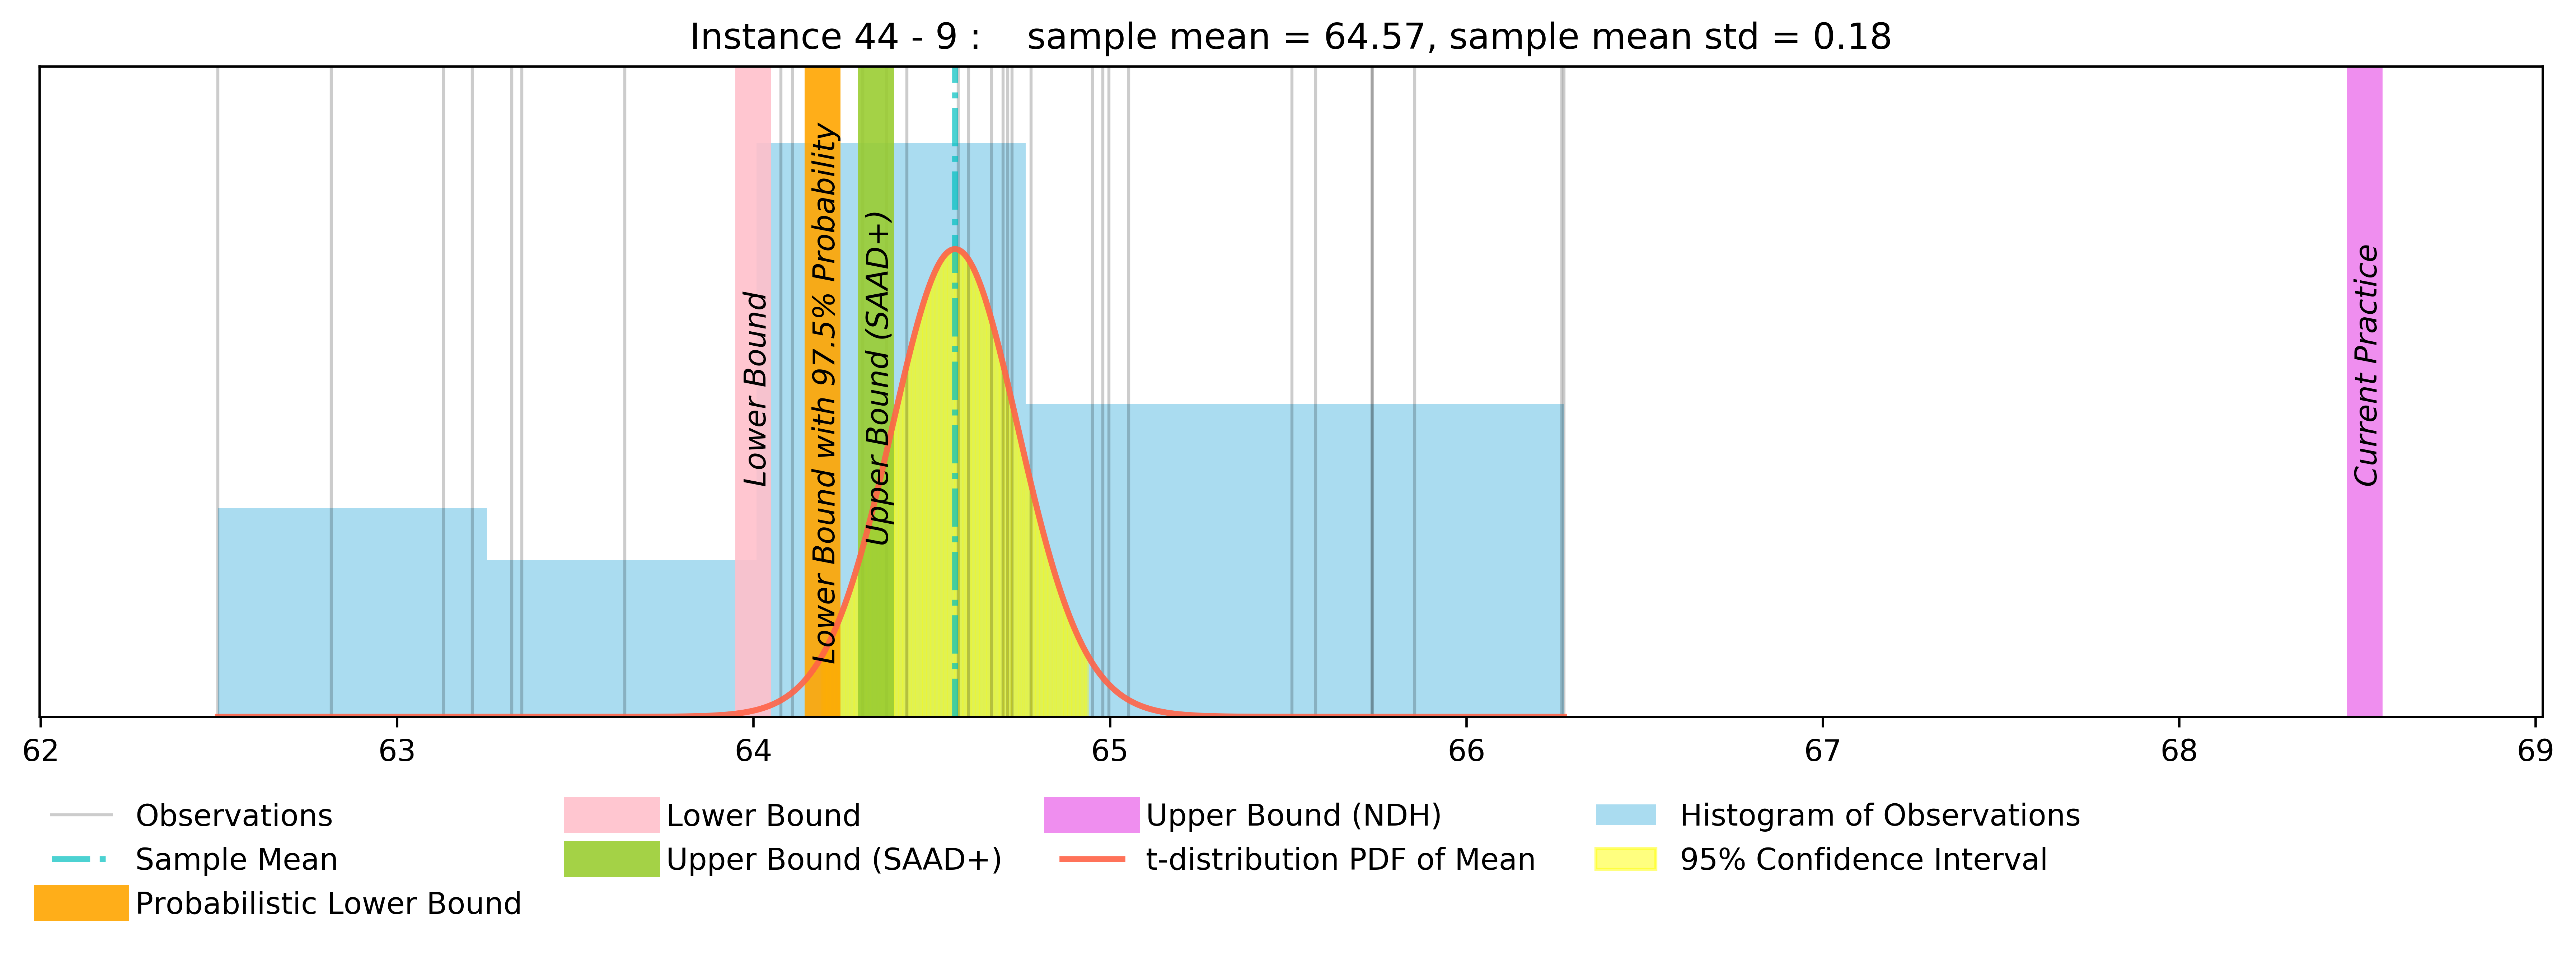 Instance 44 - 9 :    sample mean = 64.57, sample mean std = 0.18
Lower Bound
Lower Bound with 97.5% Probability
Upper Bound (SAAD+)
Current Practice
62 63 64 65 66 67 68 69
Observations Lower Bound Upper Bound (NDH) Histogram of Observations
Sample Mean Upper Bound (SAAD+) t-distribution PDF of Mean 95% Confidence Interval
Probabilistic Lower Bound